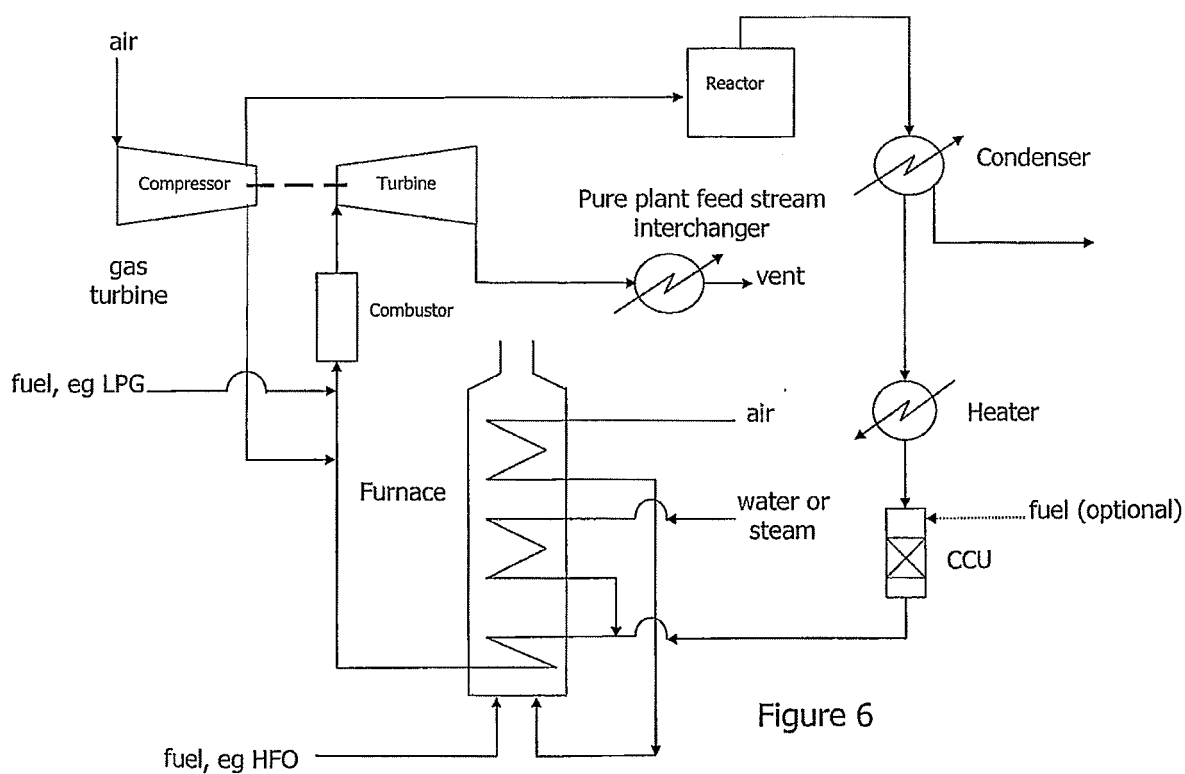 air
Reactor
Compressor
Turbine
Condenser
Pure plant feed stream
interchanger
gas
turbine
vent
Combustor
fuel, eg LPG
air
Heater
Furnace
water or
steam
fuel (optional)
CCU
Figure 6
fuel, eg HFO